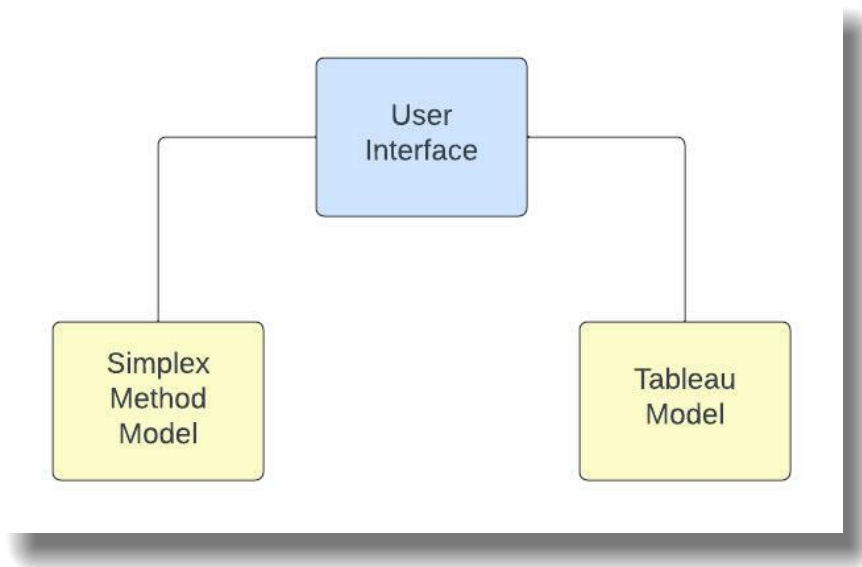 User
Interface
Simplex
Method
Model
Tableau
Model